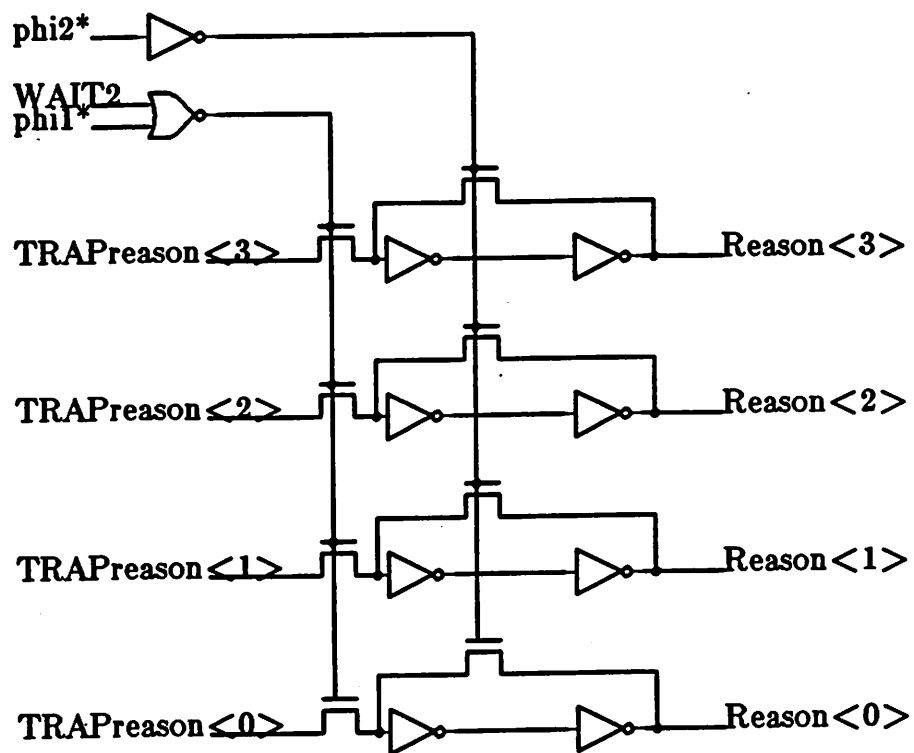 phi2*
WAIT2
phi1*
TRAPreason<3> Reason<3>
TRAPreason<2> Reason<2>
TRAPreason<1> Reason<1>
TRAPreason<0> Reason<0>